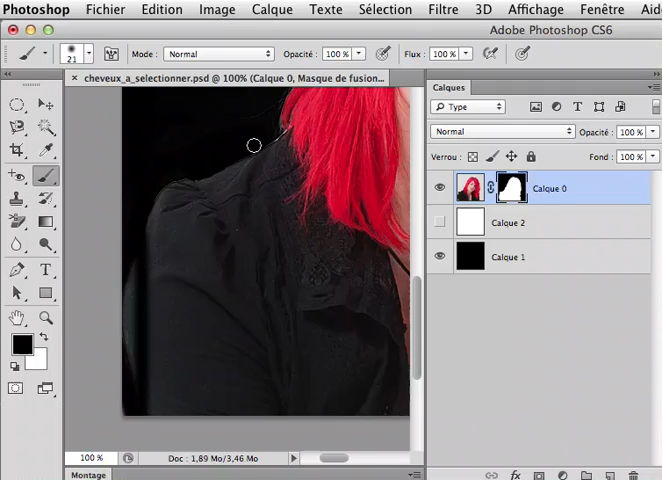 Photoshop Fichier Edition Image Calque Texte Sélection Filtre 3D Affichage Fenêtre Aid
Adobe Photoshop CS6
21 Mode : Normal Opacité : 100 % Flux : 100 %
× cheveux_a_selectionner.psd @ 100% (Calque 0, Masque de fusion...
Calques
Type
Normal Opacité : 100 %
Verrou : Fond : 100 %
Calque 0
Calque 2
Calque 1
100 % Doc : 1,89 Mo/3,46 Mo
Montage